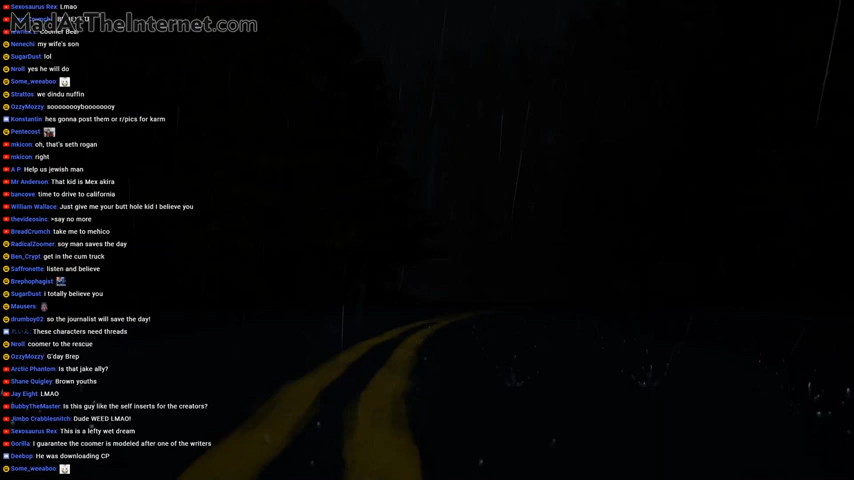 Sexosaurus Rex: Lmao
MadAtTheInternet.com
Nenechi: my wife's son
SugarDust: lol
Nroll: yes he will do
Some_weeaboo:
Strattos: we dindu nuffin
OzzyMozzy: soooooooyboooooooy
Konstantin: hes gonna post them or r/pics for karm
Pentecost:
mkicon: oh, that's seth rogan
mkicon: right
A P: Help us jewish man
Mr Anderson: That kid is Mex akira
bancove: time to drive to california
William Wallace: Just give me your butt hole kid I believe you
thevideosinc: >say no more
BreadCrumch: take me to mehico
RadicalZoomer: soy man saves the day
Ben_Crypt: get in the cum truck
Saffronette: listen and believe
Brephophagist:
SugarDust: i totally believe you
Mausers:
drumboy02: so the journalist will save the day!
These characters need threads
Nroll: coomer to the rescue
OzzyMozzy: G'day Brep
Arctic Phantom: Is that jake ally?
Shane Guigley: Brown youths
Jay Eight: LMAO
BubbyTheMaster: Is this guy like the self inserts for the creators?
Jimbo Crabblesnitch: Dude WEED LMAO!
Sexosaurus Rex: This is a lefty wet dream
Gorilla: I guarantee the coomer is modeled after one of the writers
Deebop: He was downloading CP
Some_weeaboo: